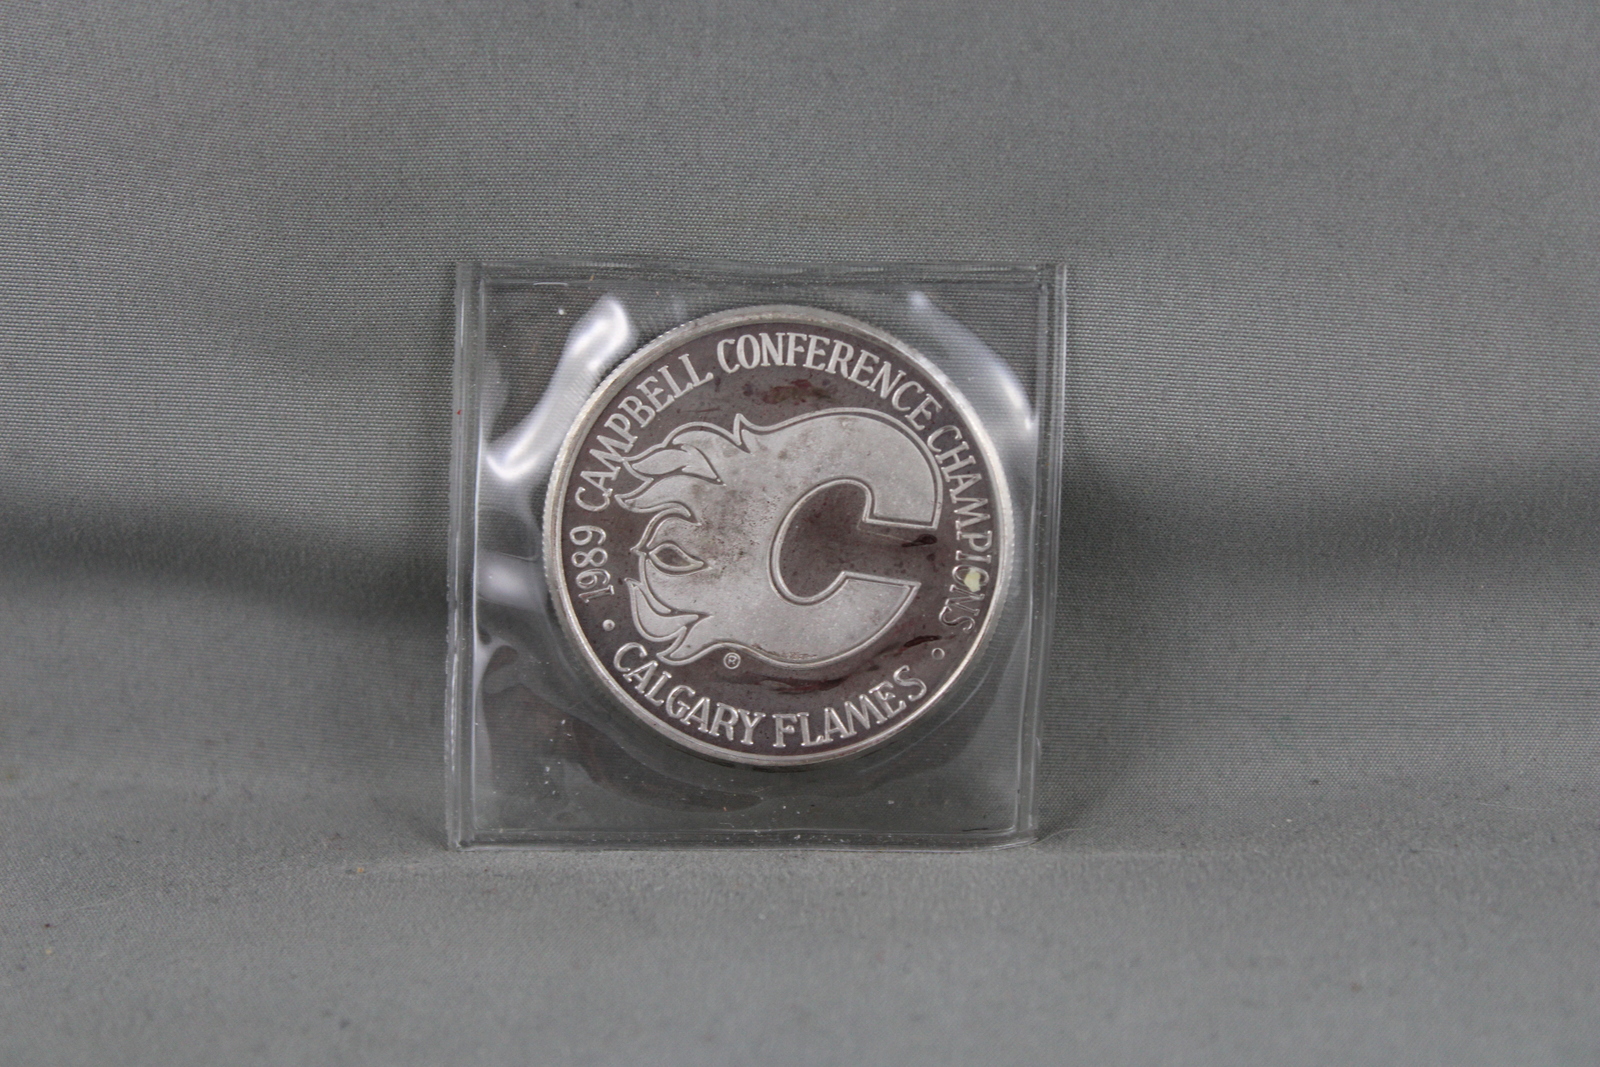 1989 CAMPBELL CONFERENCE CHAMPIONS
• CALGARY FLAMES •
®